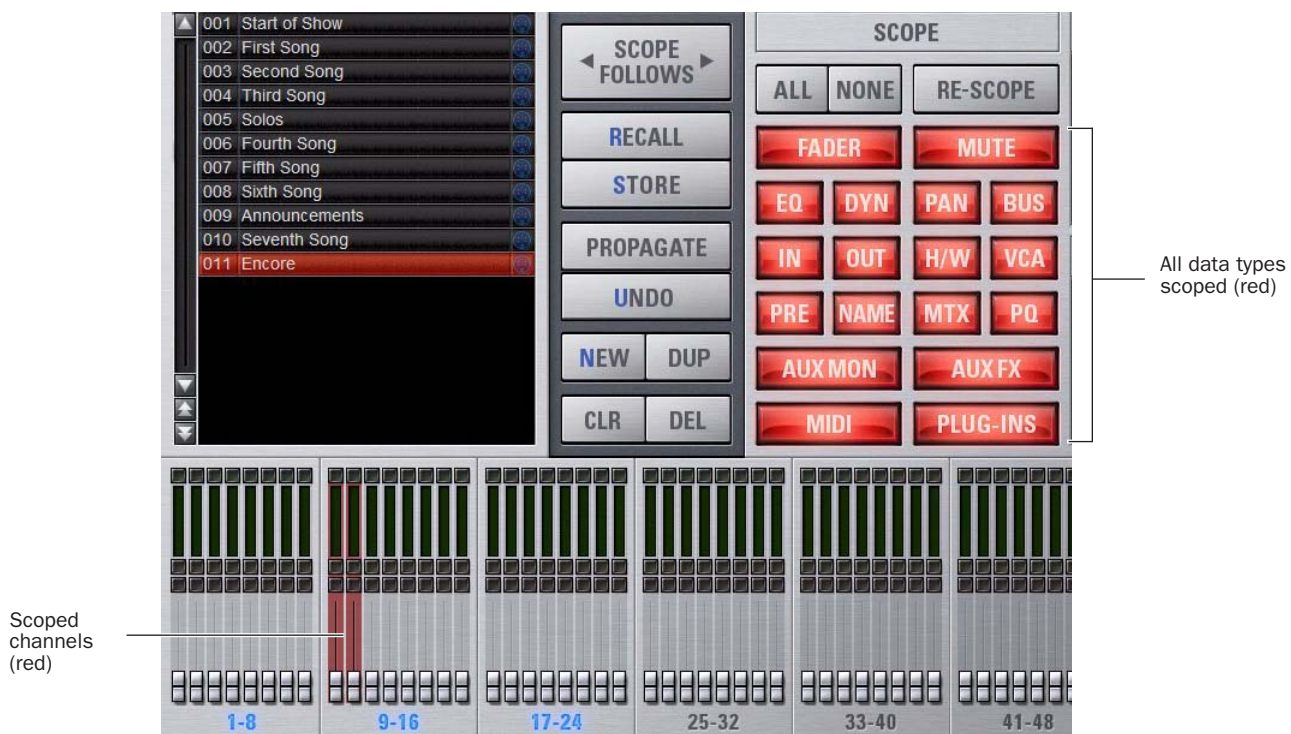 001 Start of Show
002 First Song
003 Second Song
004 Third Song
005 Solos
006 Fourth Song
007 Fifth Song
008 Sixth Song
009 Announcements
010 Seventh Song
011 Encore
SCOPE
FOLLOWS
RECALL
STORE
PROPAGATE
UNDO
NEW DUP
CLR DEL
SCOPE
ALL NONE RE-SCOPE
FADER MUTE
EQ DYN PAN BUS
IN OUT H/W VCA
PRE NAME MTX PQ
AUX MON AUX FX
MIDI PLUG-INS
All data types
scoped (red)
Scoped
channels
(red)
1-8 9-16 17-24 25-32 33-40 41-48